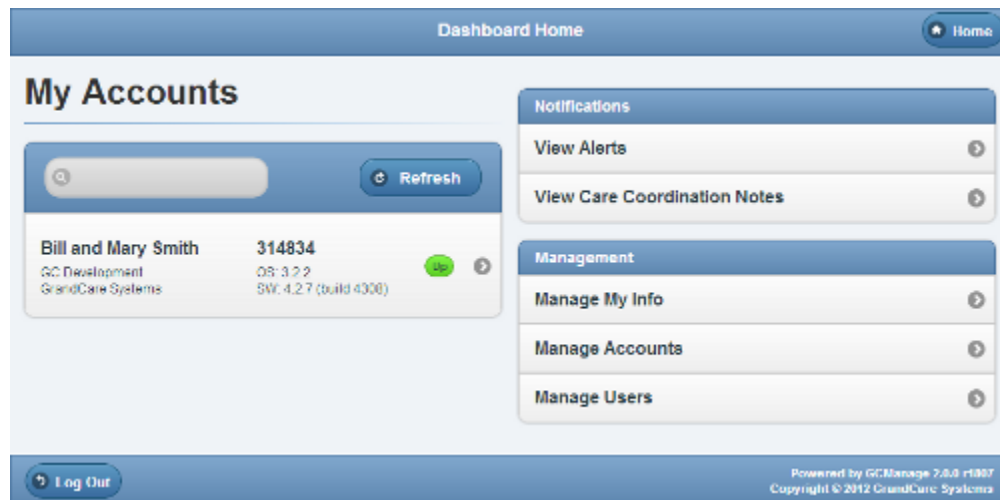 Dashboard Home
Home
My Accounts
Refresh
Bill and Mary Smith
GC Development
GrandCare Systems
314834
OS: 3.2.2
SW: 4.2.7 (build 4308)
Up
Notifications
View Alerts
View Care Coordination Notes
Management
Manage My Info
Manage Accounts
Manage Users
Log Out
Powered by GCManage 2.0.0 r1807
Copyright © 2012 GrandCare Systems